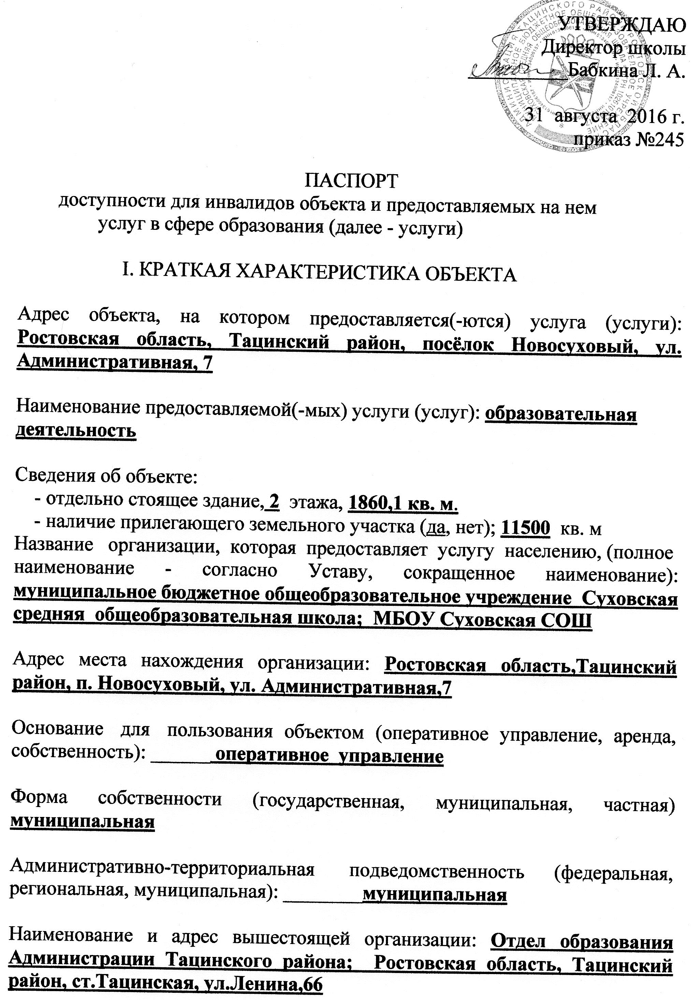 УТВЕРЖДАЮ
Директор школы
Бабкина Л. А.
31 августа 2016 г.
приказ №245
ПАСПОРТ
доступности для инвалидов объекта и предоставляемых на нем
услуг в сфере образования (далее - услуги)
I. КРАТКАЯ ХАРАКТЕРИСТИКА ОБЪЕКТА
Адрес объекта, на котором предоставляется(-ются) услуга (услуги):
Ростовская область, Тацинский район, посёлок Новосуховый, ул.
Административная, 7
Наименование предоставляемой(-мых) услуги (услуг): образовательная
деятельность
Сведения об объекте:
- отдельно стоящее здание, 2 этажа, 1860,1 кв. м.
- наличие прилегающего земельного участка (да, нет); 11500 кв. м
Название организации, которая предоставляет услугу населению, (полное
наименование - согласно Уставу, сокращенное наименование):
муниципальное бюджетное общеобразовательное учреждение Суховская
средняя общеобразовательная школа; МБОУ Суховская СОШ
Адрес места нахождения организации: Ростовская область,Тацинский
район, п. Новосуховый, ул. Административная,7
Основание для пользования объектом (оперативное управление, аренда,
собственность): ______ оперативное управление
Форма собственности (государственная, муниципальная, частная)
муниципальная
Административно-территориальная подведомственность (федеральная,
региональная, муниципальная): ________муниципальная
Наименование и адрес вышестоящей организации: Отдел образования
Администрации Тацинского района; Ростовская область, Тацинский
район, ст.Тацинская, ул.Ленина,66